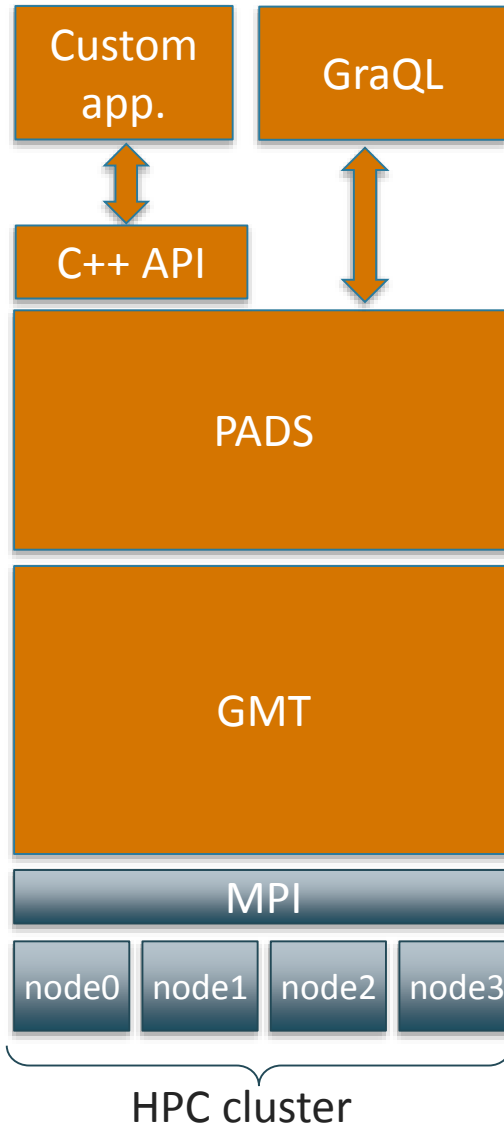 Custom
app.
GraQL
C++ API
PADS
GMT
MPI
node0 node1 node2 node3
HPC cluster